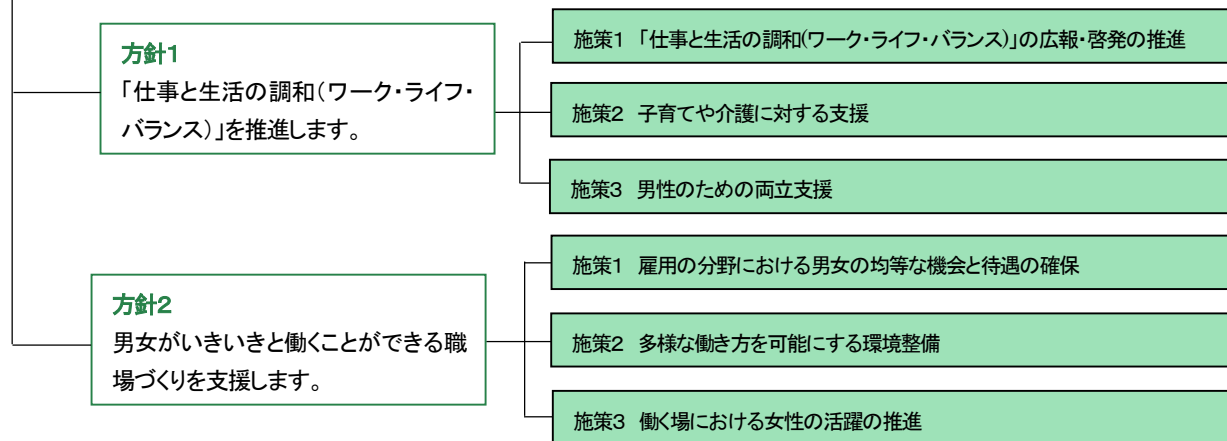 方針1
「仕事と生活の調和(ワーク・ライフ・
バランス)」を推進します。
施策1 「仕事と生活の調和(ワーク・ライフ・バランス)」の広報・啓発の推進
施策2 子育てや介護に対する支援
施策3 男性のための両立支援
方針2
男女がいきいきと働くことができる職
場づくりを支援します。
施策1 雇用の分野における男女の均等な機会と待遇の確保
施策2 多様な働き方を可能にする環境整備
施策3 働く場における女性の活躍の推進